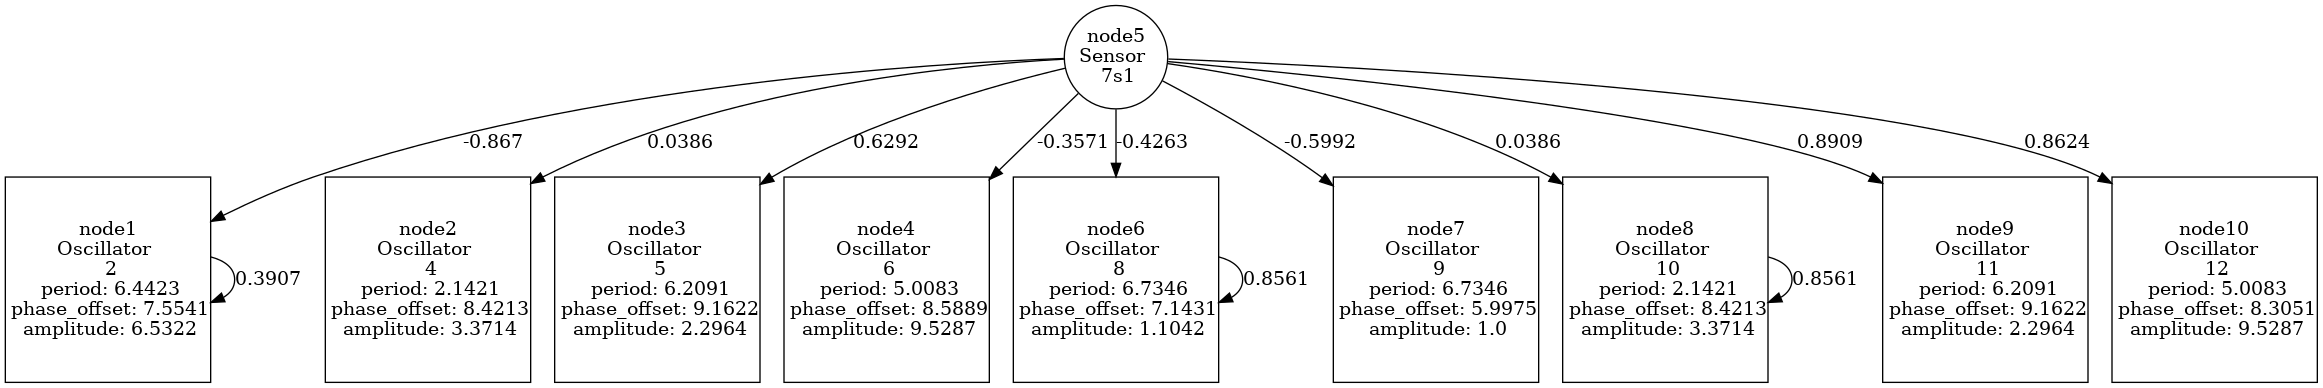 node5
Sensor
7s1
-0.867
0.0386
0.6292
-0.3571
-0.4263
-0.5992
0.0386
0.8909
0.8624
node1
Oscillator
2
period: 6.4423
phase_offset: 7.5541
amplitude: 6.5322
0.3907
node2
Oscillator
4
period: 2.1421
phase_offset: 8.4213
amplitude: 3.3714
node3
Oscillator
5
period: 6.2091
phase_offset: 9.1622
amplitude: 2.2964
node4
Oscillator
6
period: 5.0083
phase_offset: 8.5889
amplitude: 9.5287
node6
Oscillator
8
period: 6.7346
phase_offset: 7.1431
amplitude: 1.1042
0.8561
node7
Oscillator
9
period: 6.7346
phase_offset: 5.9975
amplitude: 1.0
node8
Oscillator
10
period: 2.1421
phase_offset: 8.4213
amplitude: 3.3714
0.8561
node9
Oscillator
11
period: 6.2091
phase_offset: 9.1622
amplitude: 2.2964
node10
Oscillator
12
period: 5.0083
phase_offset: 8.3051
amplitude: 9.5287